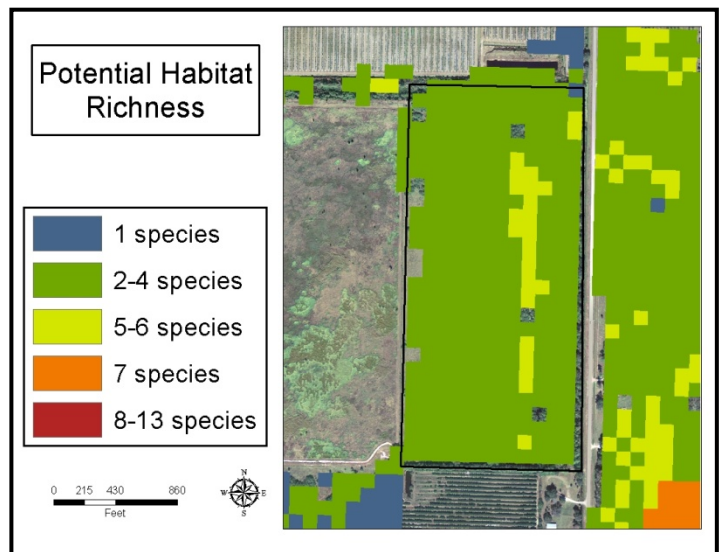 Potential Habitat
Richness
1 species
2-4 species
5-6 species
7 species
8-13 species
0 215 430 860
Feet
N
W E
S